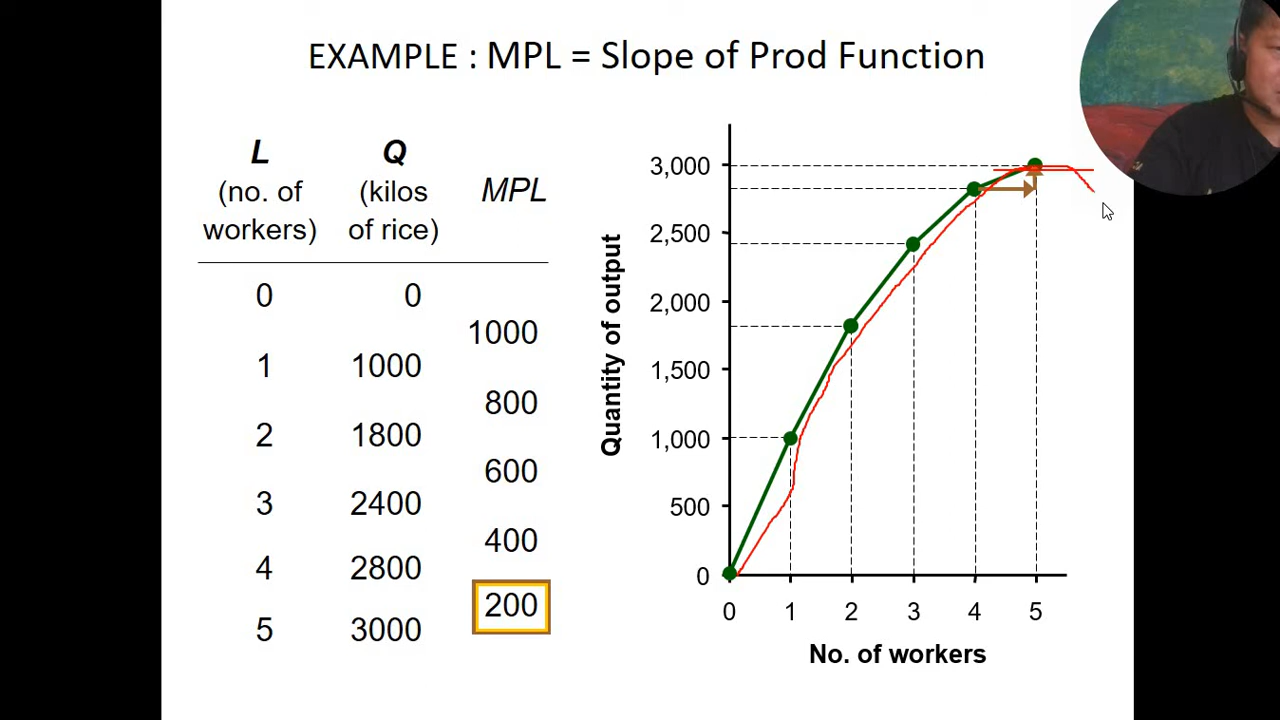 EXAMPLE : MPL = Slope of Prod Function
L
(no. of
workers)
Q
(kilos
of rice)
MPL
0 0
1000
1 1000
800
2 1800
600
3 2400
400
4 2800
200
5 3000
Quantity of output
3,000
2,500
2,000
1,500
1,000
500
0
0 1 2 3 4 5
No. of workers